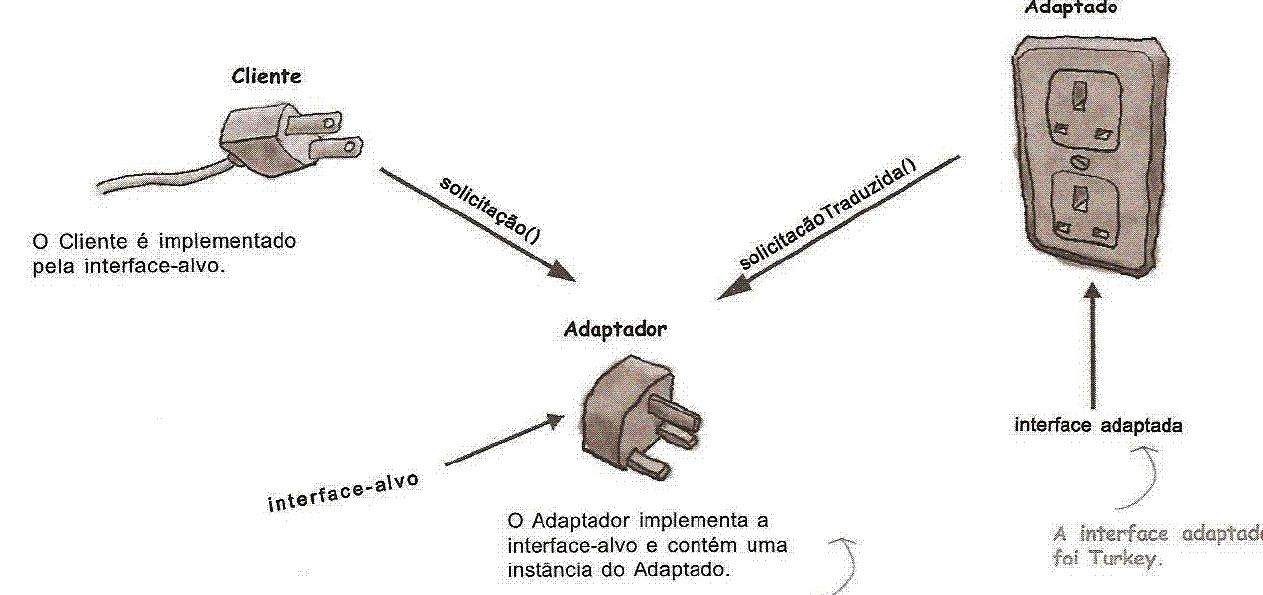 Adaptado
Cliente
solicitação()
solicitacãoTraduzida()
O Cliente é implementado
pela interface-alvo.
Adaptador
interface adaptada
interface-alvo
O Adaptador implementa a
interface-alvo e contém uma
instância do Adaptado.
A interface adaptada
foi Turkey.